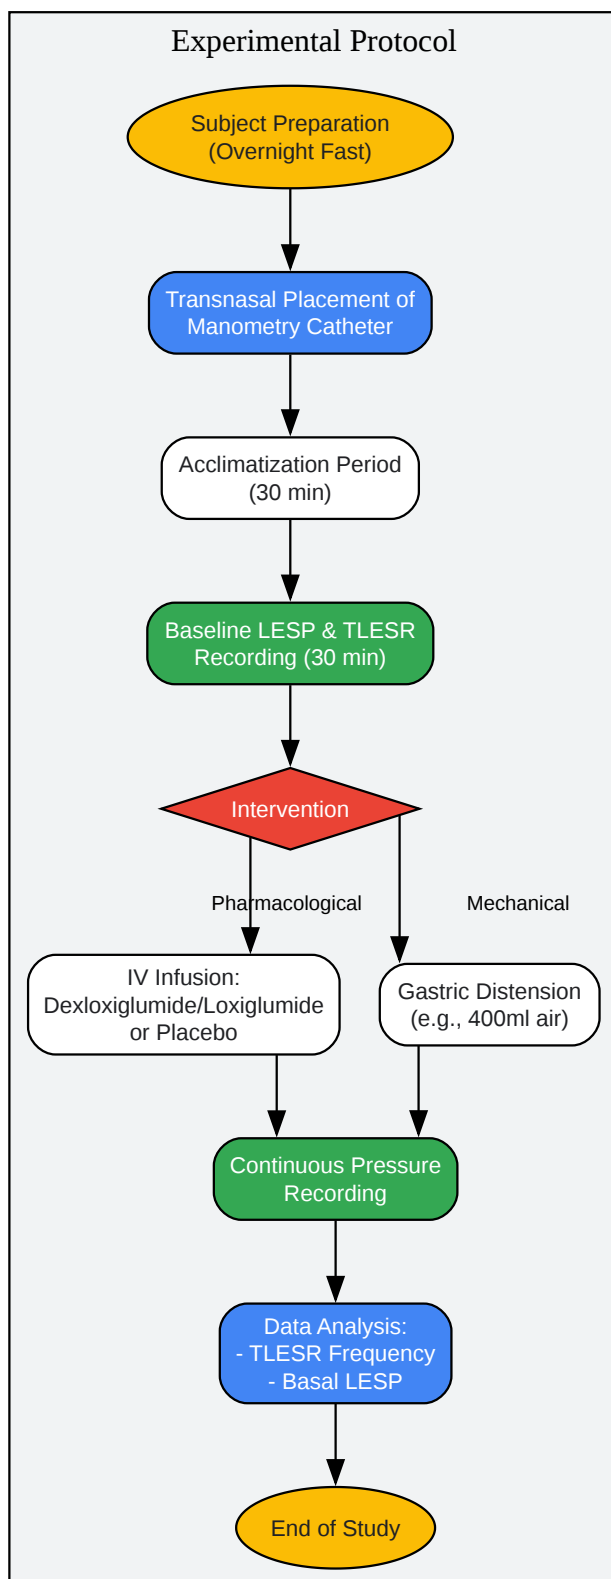 Experimental Protocol
Subject Preparation
(Overnight Fast)
Transnasal Placement of
Manometry Catheter
Acclimatization Period
(30 min)
Baseline LESP & TLESR
Recording (30 min)
Intervention
Pharmacological
Mechanical
IV Infusion:
Dexloxiglumide/Loxiglumide
or Placebo
Gastric Distension
(e.g., 400ml air)
Continuous Pressure
Recording
Data Analysis:
- TLESR Frequency
- Basal LESP
End of Study